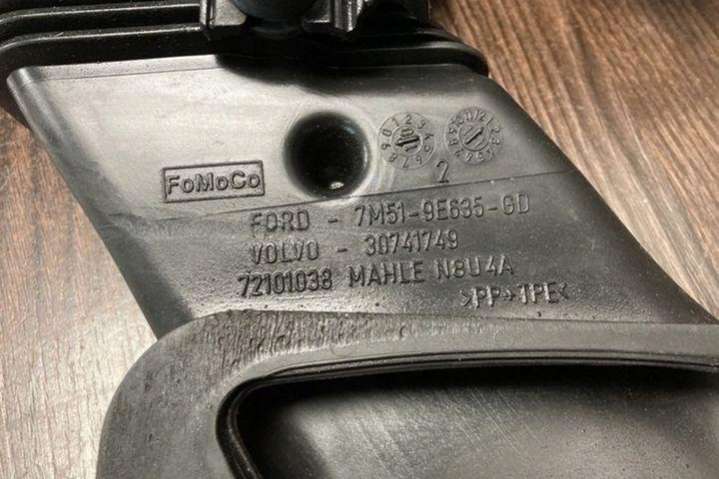 FoMoCo
2
FORD - 7M51-9E635-GD
VOLVO - 30741749
72101038 MAHLE N8U4A
>PP+TPE<